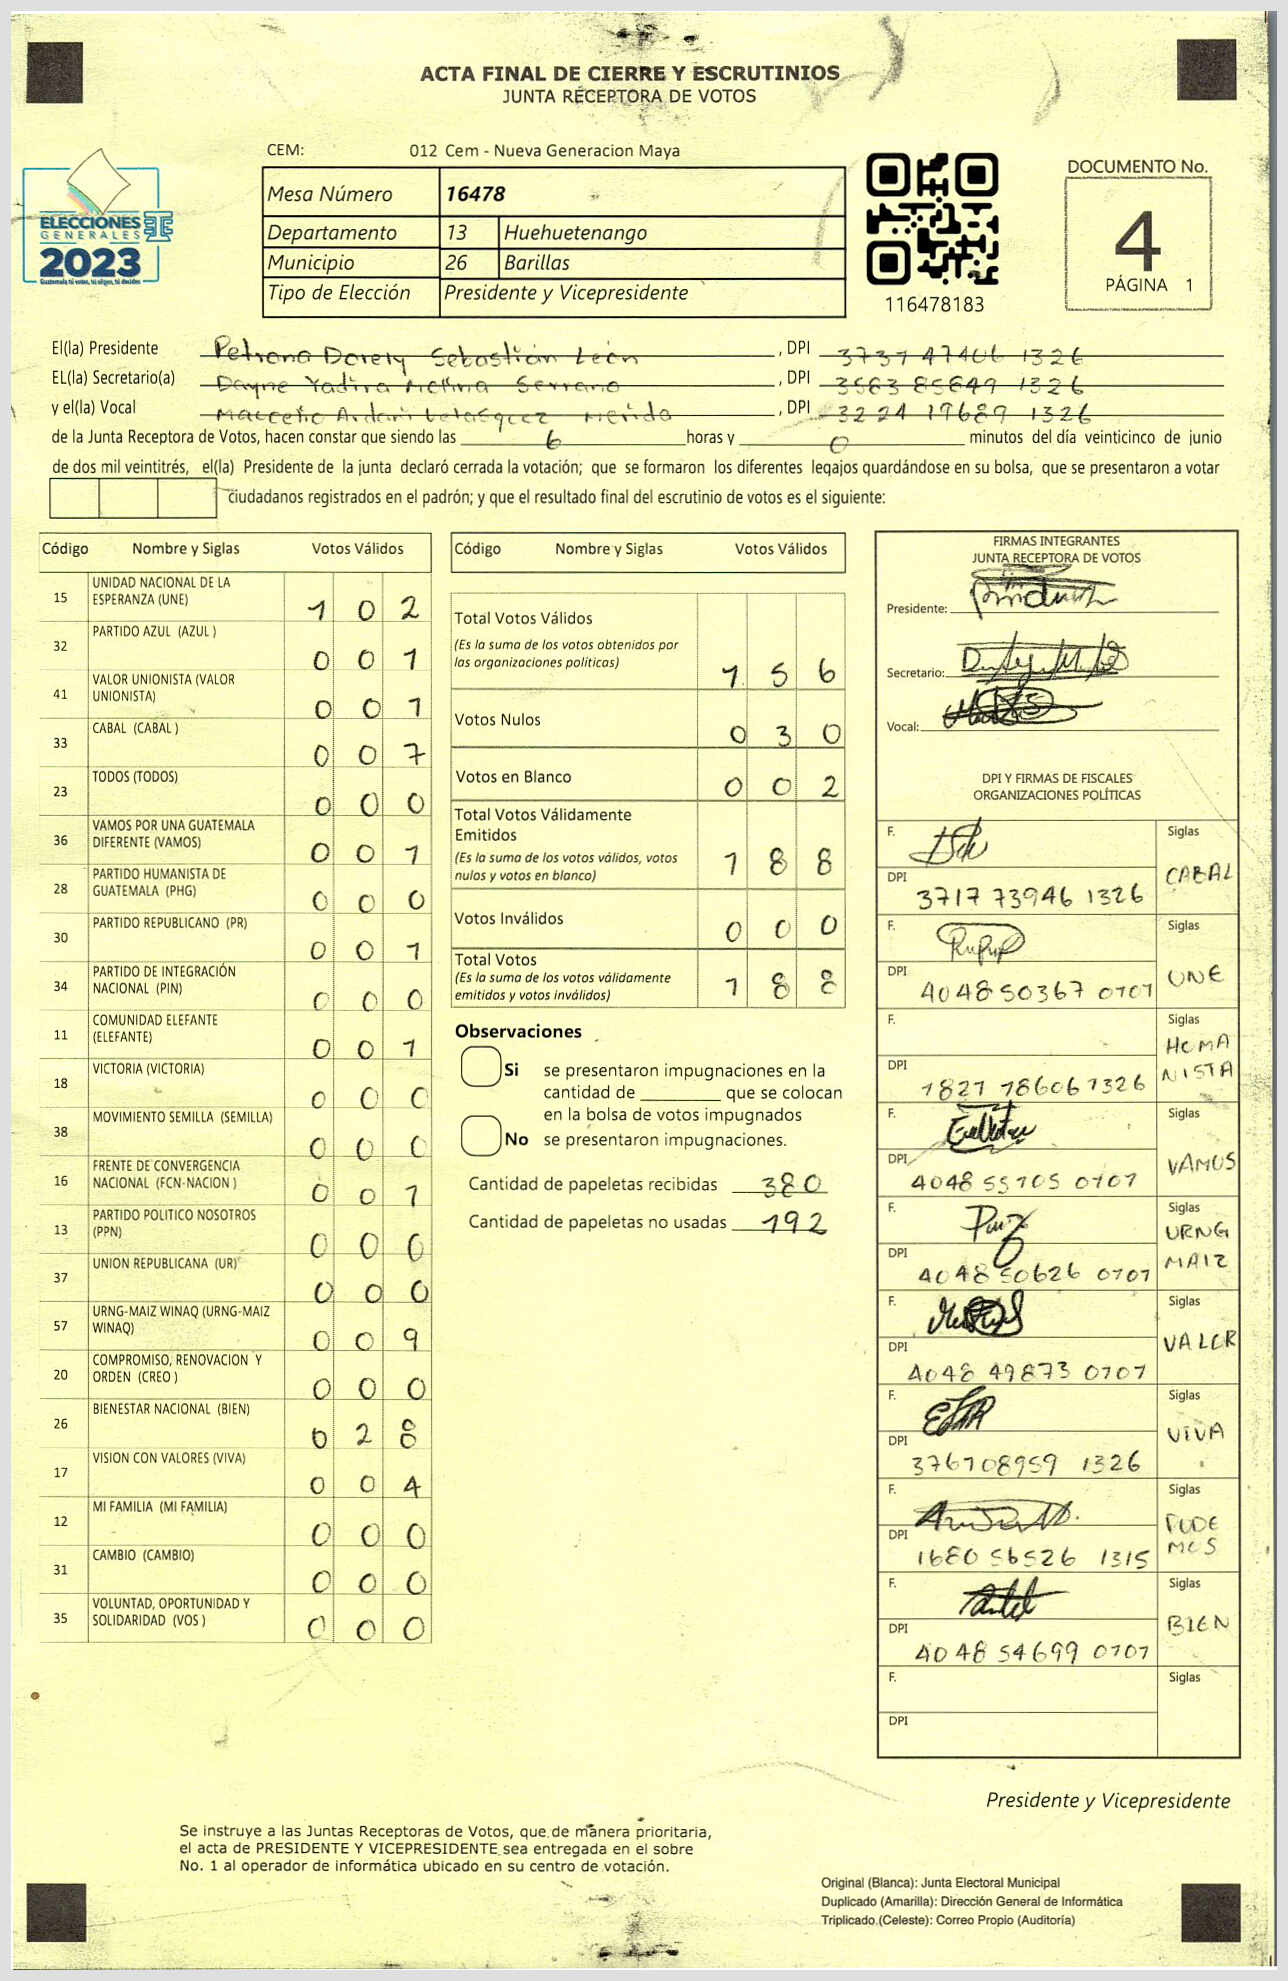 ACTA FINAL DE CIERRE Y ESCRUTINIOS
JUNTA RECEPTORA DE VOTOS
CEM: 012 Cem - Nueva Generacion Maya
ELECCIONES
GENERALES
2023
Guatemala tú votas, tú eliges, tú decides
Mesa Número 16478
Departamento 13 Huehuetenango
Municipio 26 Barillas
Tipo de Elección Presidente y Vicepresidente
116478183
DOCUMENTO No.
4
PÁGINA 1
El(la) Presidente Petrona Dorely Sebastián León , DPI 3731 47406 1326
EL(la) Secretario(a) Dayne Yadira Molina Serrano , DPI 3583 85849 1326
y el(la) Vocal Velasquez Merida , DPI 3224 19689 1326
de la Junta Receptora de Votos, hacen constar que siendo las 6 horas y 0 minutos del día veinticinco de junio
de dos mil veintitrés, el(la) Presidente de la junta declaró cerrada la votación; que se formaron los diferentes legajos guardándose en su bolsa, que se presentaron a votar
ciudadanos registrados en el padrón; y que el resultado final del escrutinio de votos es el siguiente:
Código Nombre y Siglas Votos Válidos
15 UNIDAD NACIONAL DE LA ESPERANZA (UNE) 1 0 2
32 PARTIDO AZUL (AZUL ) 0 0 1
41 VALOR UNIONISTA (VALOR UNIONISTA) 0 0 1
33 CABAL (CABAL ) 0 0 7
23 TODOS (TODOS) 0 0 0
36 VAMOS POR UNA GUATEMALA DIFERENTE (VAMOS) 0 0 1
28 PARTIDO HUMANISTA DE GUATEMALA (PHG) 0 0 0
30 PARTIDO REPUBLICANO (PR) 0 0 1
34 PARTIDO DE INTEGRACIÓN NACIONAL (PIN) 0 0 0
11 COMUNIDAD ELEFANTE (ELEFANTE) 0 0 1
18 VICTORIA (VICTORIA) 0 0 0
38 MOVIMIENTO SEMILLA (SEMILLA) 0 0 0
16 FRENTE DE CONVERGENCIA NACIONAL (FCN-NACION ) 0 0 1
13 PARTIDO POLITICO NOSOTROS (PPN) 0 0 0
37 UNION REPUBLICANA (UR) 0 0 0
57 URNG-MAIZ WINAQ (URNG-MAIZ WINAQ) 0 0 9
20 COMPROMISO, RENOVACION Y ORDEN (CREO ) 0 0 0
26 BIENESTAR NACIONAL (BIEN) 0 2 8
17 VISION CON VALORES (VIVA) 0 0 4
12 MI FAMILIA (MI FAMILIA) 0 0 0
31 CAMBIO (CAMBIO) 0 0 0
35 VOLUNTAD, OPORTUNIDAD Y SOLIDARIDAD (VOS ) 0 0 0
Código Nombre y Siglas Votos Válidos
Total Votos Válidos
(Es la suma de los votos obtenidos por
las organizaciones políticas) 1 5 6
Votos Nulos 0 3 0
Votos en Blanco 0 0 2
Total Votos Válidamente
Emitidos
(Es la suma de los votos válidos, votos
nulos y votos en blanco) 1 8 8
Votos Inválidos 0 0 0
Total Votos
(Es la suma de los votos válidamente
emitidos y votos inválidos) 1 8 8
Observaciones
Si se presentaron impugnaciones en la
cantidad de ________ que se colocan
en la bolsa de votos impugnados
No se presentaron impugnaciones.
Cantidad de papeletas recibidas 380
Cantidad de papeletas no usadas 192
FIRMAS INTEGRANTES
JUNTA RECEPTORA DE VOTOS
Presidente:
Secretario:
Vocal:
DPI Y FIRMAS DE FISCALES
ORGANIZACIONES POLÍTICAS
F. Siglas
CABAL
DPI 3717 73946 1326
F. Siglas
UNE
DPI 4048 50367 0707
F. Siglas
HUMA
NISTA
DPI 1827 786061326
F. Siglas
VAMOS
DPI 4048 55705 0707
F. Siglas
URNG
MAIZ
DPI 4048 50626 0707
F. Siglas
VALOR
DPI 4048 49873 0707
F. Siglas
VIVA
DPI 376708959 1326
F. Siglas
PODE
MOS
DPI 1680 56526 1315
F. Siglas
BIEN
DPI 4048 54699 0707
F. Siglas
DPI
Presidente y Vicepresidente
Se instruye a las Juntas Receptoras de Votos, que de manera prioritaria,
el acta de PRESIDENTE Y VICEPRESIDENTE sea entregada en el sobre
No. 1 al operador de informática ubicado en su centro de votación.
Original (Blanca): Junta Electoral Municipal
Duplicado (Amarilla): Dirección General de Informática
Triplicado (Celeste): Correo Propio (Auditoría)